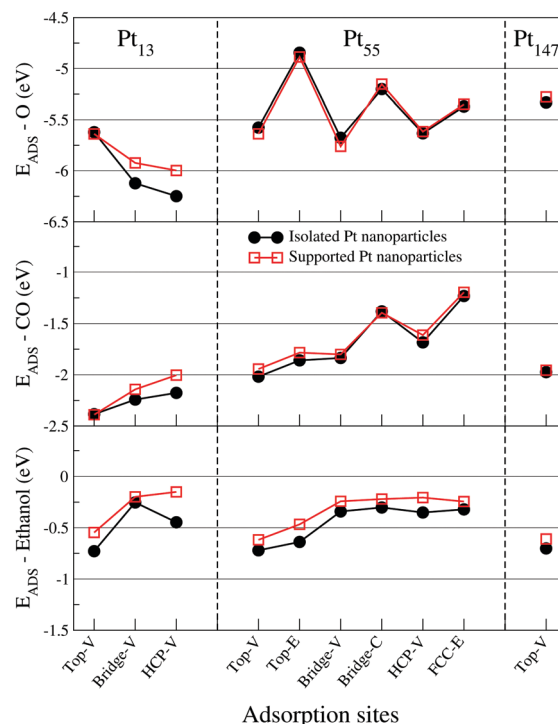 Pt13
Pt55
Pt147
EADS - O (eV)
-4.5
-5
-5.5
-6
-6.5
Isolated Pt nanoparticles
Supported Pt nanoparticles
EADS - CO (eV)
-1
-1.5
-2
-2.5
EADS - Ethanol (eV)
0
-0.5
-1
-1.5
Top-V
Bridge-V
HCP-V
Top-V
Top-E
Bridge-V
Bridge-C
HCP-V
FCC-E
Top-V
Adsorption sites